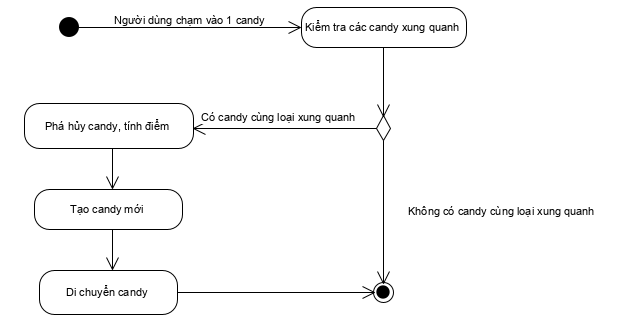 Người dùng chạm vào 1 candy
Kiểm tra các candy xung quanh
Có candy cùng loại xung quanh
Phá hủy candy, tính điểm
Tạo candy mới
Không có candy cùng loại xung quanh
Di chuyển candy